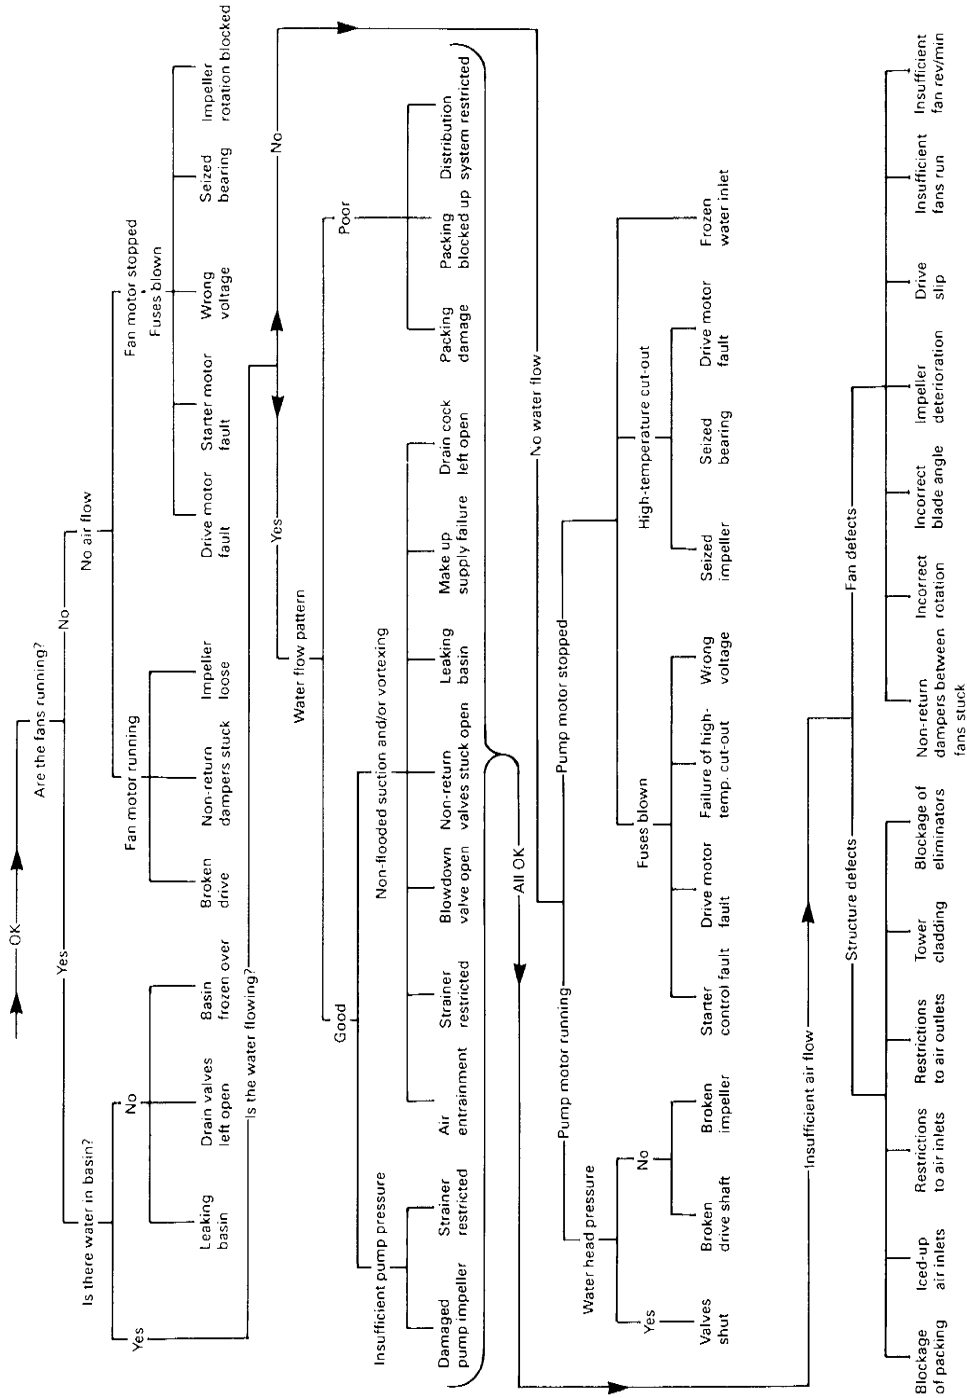 OK
Are the fans running?
Yes
No
Is there water in basin?
No air flow
Yes
No
Fan motor running
Fan motor stopped
Fuses blown
Leaking
basin
Drain valves
left open
Basin
frozen over
Broken
drive
Non-return
dampers stuck
Impeller
loose
Drive motor
fault
Starter motor
fault
Wrong
voltage
Seized
bearing
Impeller
rotation blocked
Is the water flowing?
Yes
No
Water flow pattern
Good
Poor
Insufficient pump pressure
Non-flooded suction and/or vortexing
Damaged
pump impeller
Strainer
restricted
Air
entrainment
Strainer
restricted
Blowdown
valve open
Non-return
valves stuck open
Leaking
basin
Make up
supply failure
Drain cock
left open
Packing
damage
Packing
blocked up
Distribution
system restricted
All OK
No water flow
Pump motor running
Pump motor stopped
Water head pressure
Fuses blown
High-temperature cut-out
Yes
No
Valves
shut
Broken
drive shaft
Broken
impeller
Starter
control fault
Drive motor
fault
Failure of high-
temp. cut-out
Wrong
voltage
Seized
impeller
Seized
bearing
Drive motor
fault
Frozen
water inlet
Insufficient air flow
Structure defects
Fan defects
Blockage
of packing
Iced-up
air inlets
Restrictions
to air inlets
Restrictions
to air outlets
Tower
cladding
Blockage of
eliminators
Non-return
dampers between
fans stuck
Incorrect
rotation
Incorrect
blade angle
Impeller
deterioration
Drive
slip
Insufficient
fans run
Insufficient
fan rev/min